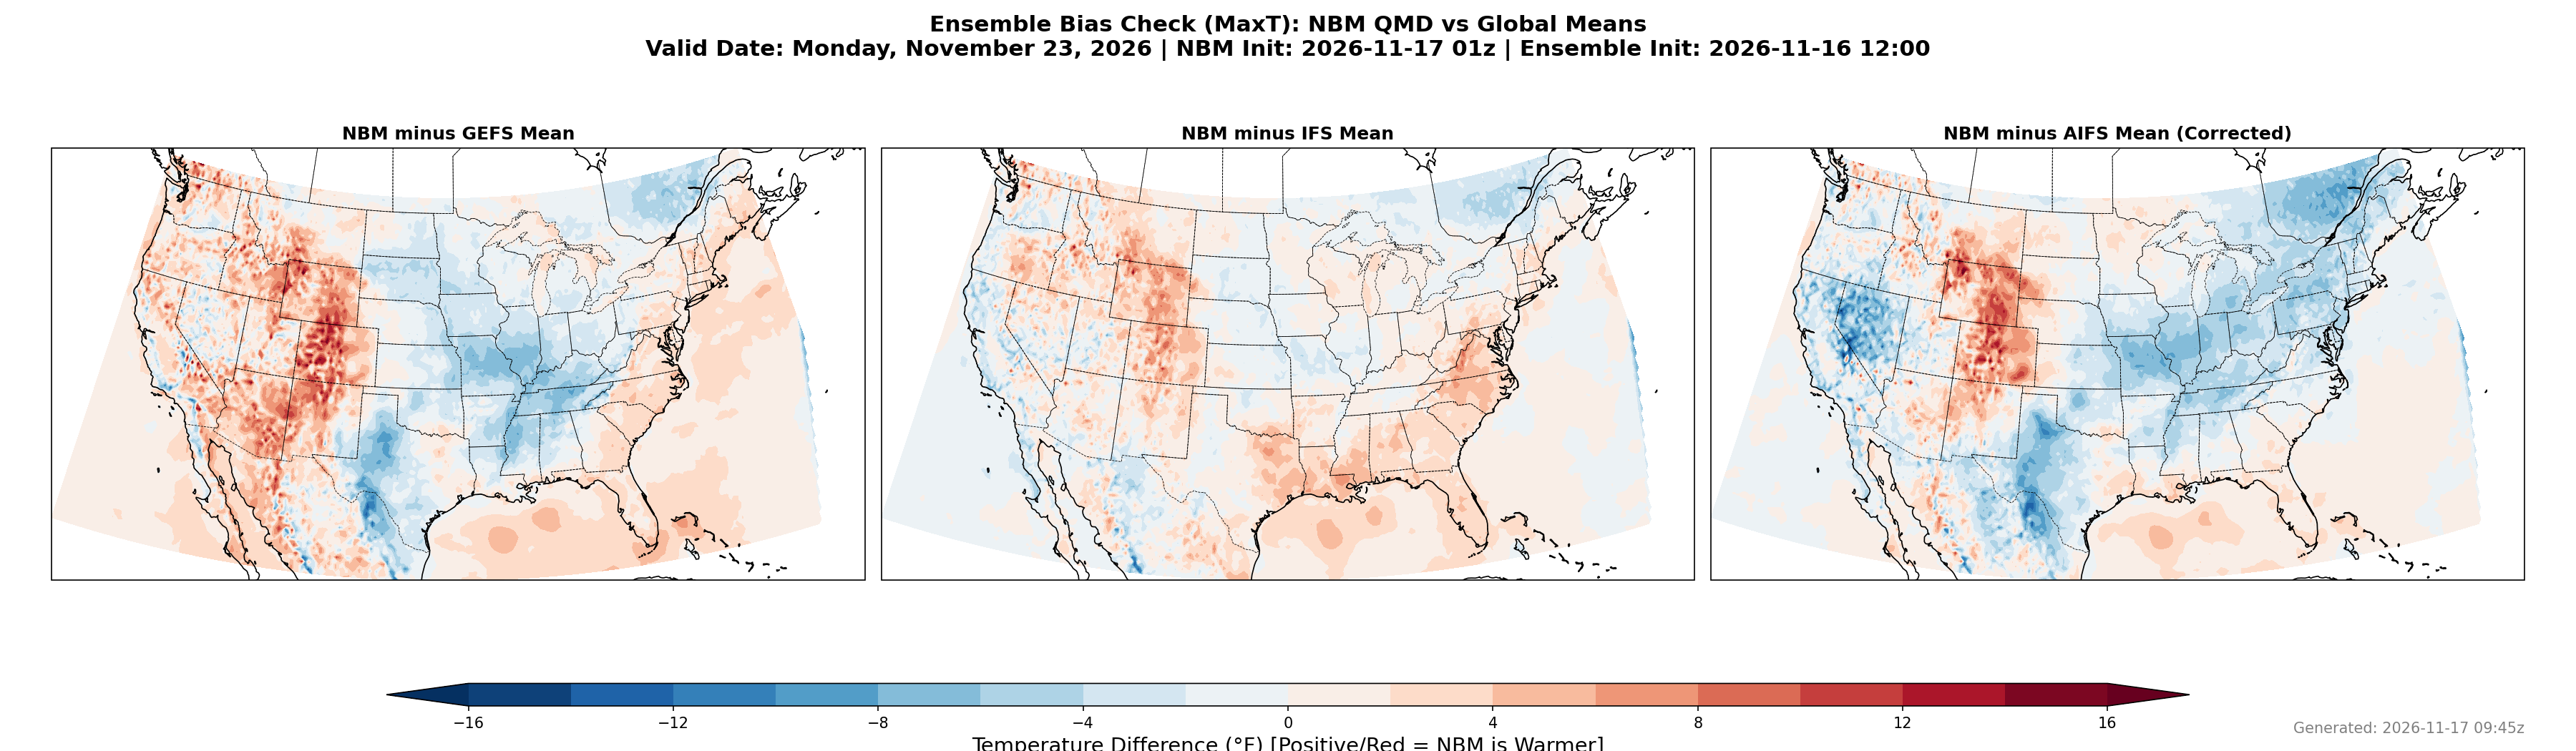 Ensemble Bias Check (MaxT): NBM QMD vs Global Means
Valid Date: Monday, November 23, 2026 | NBM Init: 2026-11-17 01z | Ensemble Init: 2026-11-16 12:00
NBM minus GEFS Mean
NBM minus IFS Mean
NBM minus AIFS Mean (Corrected)
−16 −12 −8 −4 0 4 8 12 16
Generated: 2026-11-17 09:45z
Temperature Difference (°F) [Positive/Red = NBM is Warmer]